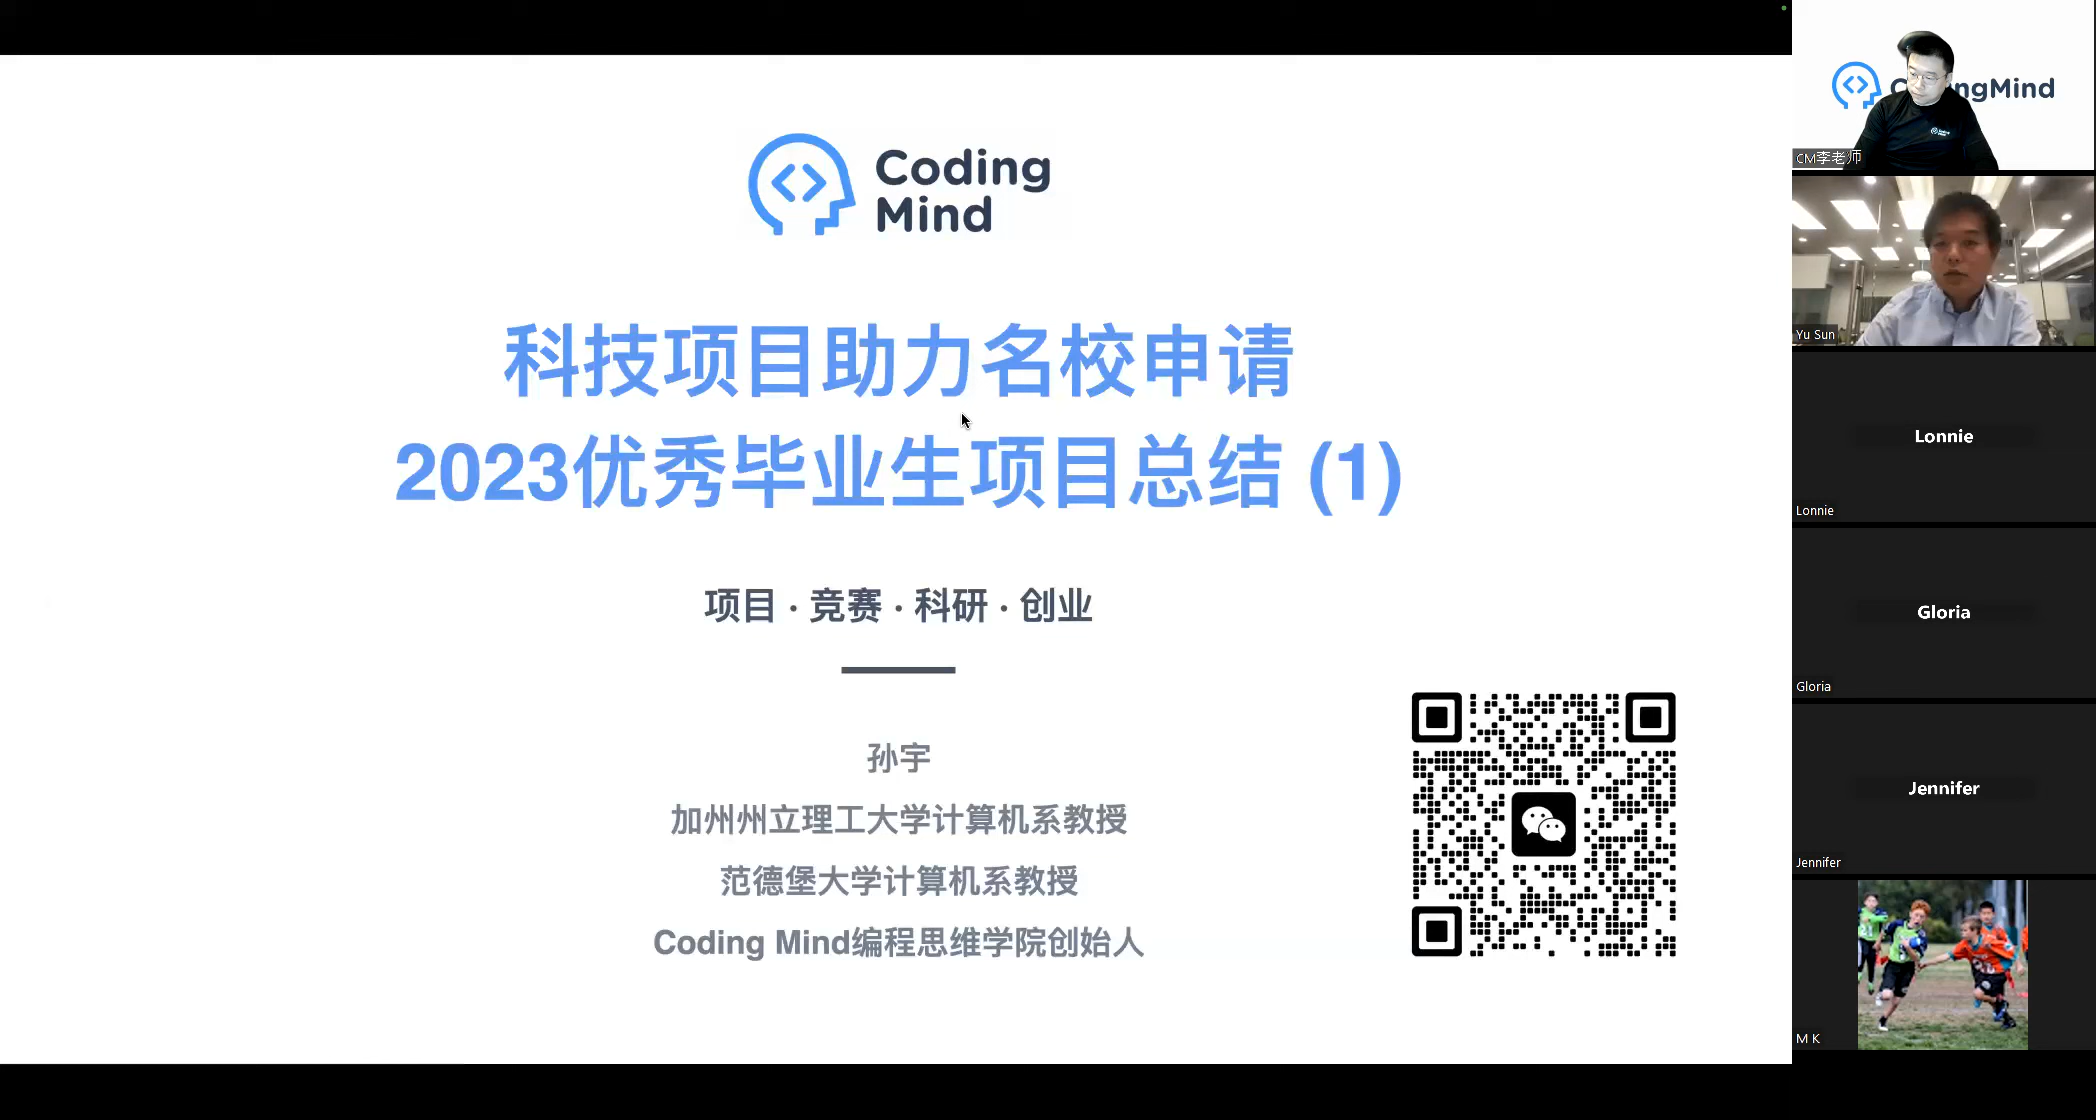 Coding
Mind
科技项目助力名校申请
2023优秀毕业生项目总结 (1)
项目 · 竞赛 · 科研 · 创业
孙宇
加州州立理工大学计算机系教授
范德堡大学计算机系教授
Coding Mind编程思维学院创始人
ngMind
CM李老师
Yu Sun
Lonnie
Lonnie
Gloria
Gloria
Jennifer
Jennifer
M K